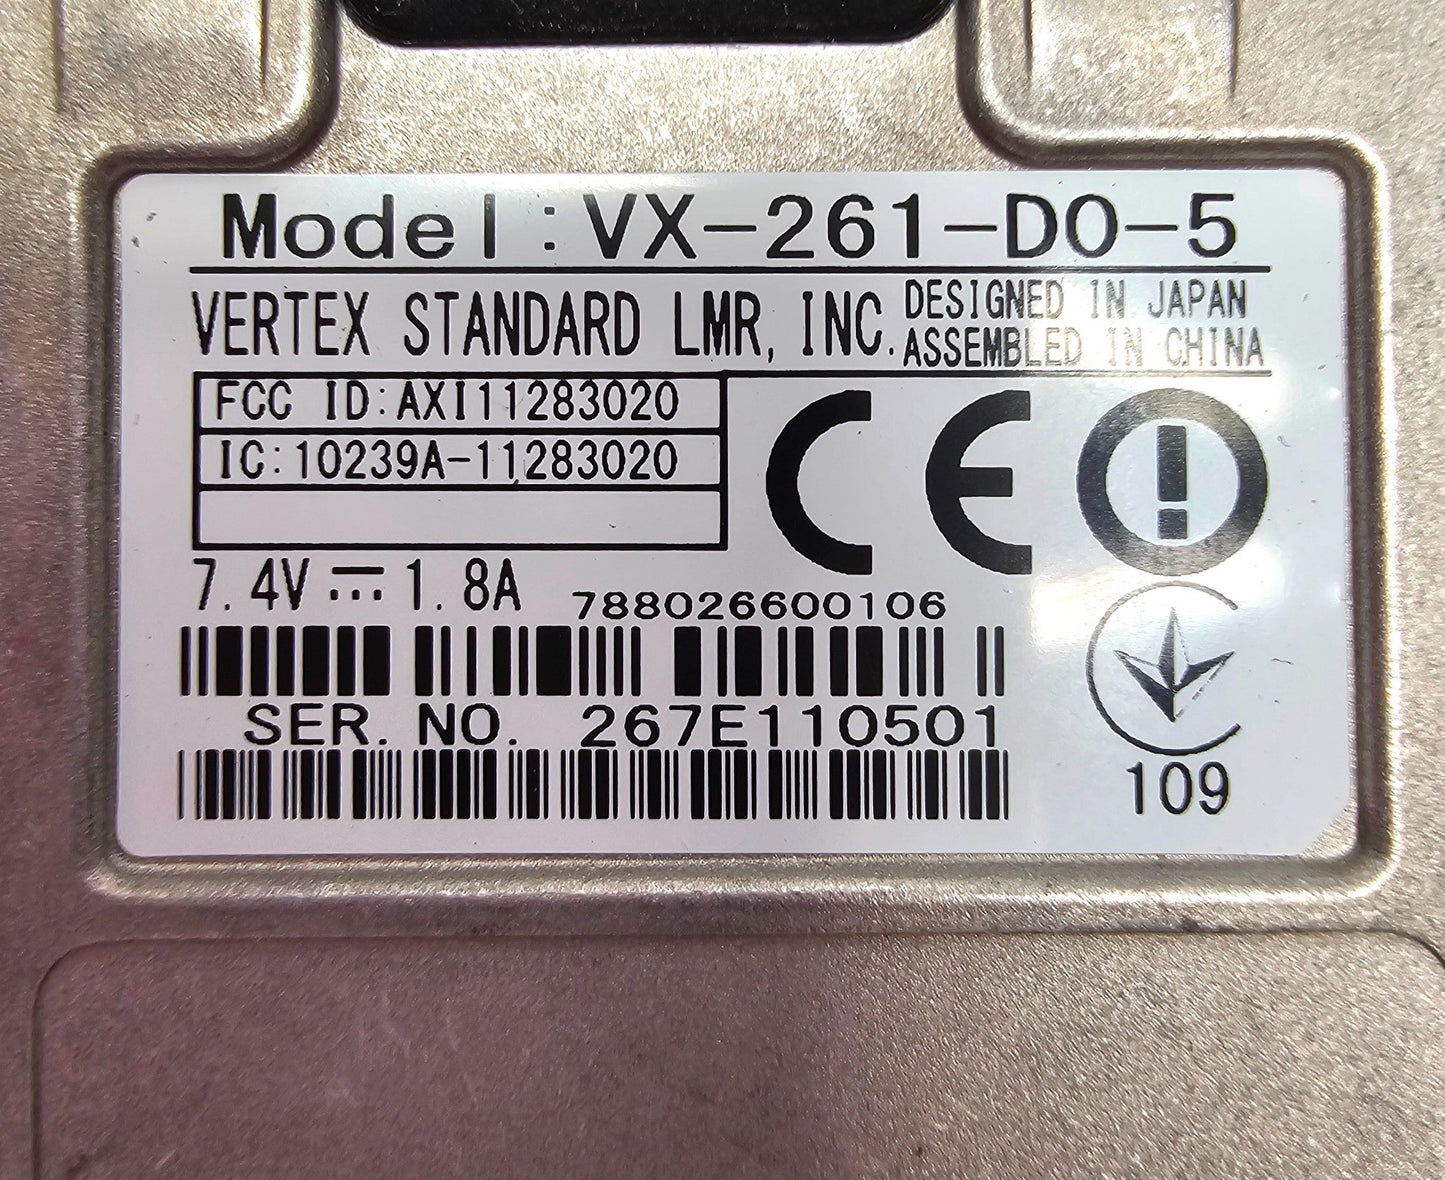 Model:VX-261-D0-5
VERTEX STANDARD LMR, INC.
DESIGNED IN JAPAN
ASSEMBLED IN CHINA
FCC ID:AXI11283020
IC:10239A-11283020
CE
7.4V ⎓ 1.8A
788026600106
SER. NO. 267E110501
109